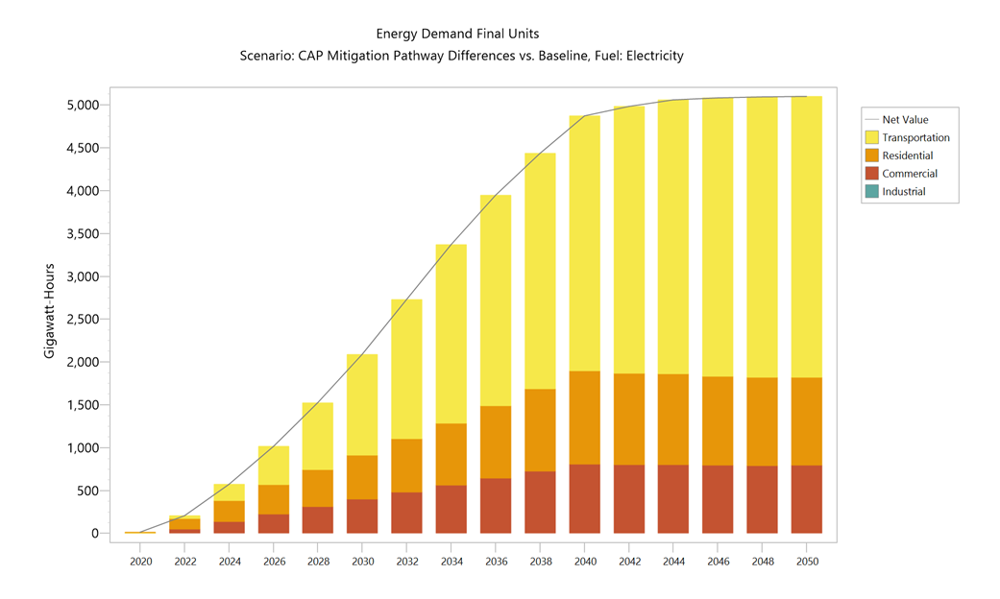 Energy Demand Final Units
Scenario: CAP Mitigation Pathway Differences vs. Baseline, Fuel: Electricity
Gigawatt-Hours
5,000
4,500
4,000
3,500
3,000
2,500
2,000
1,500
1,000
500
0
2020 2022 2024 2026 2028 2030 2032 2034 2036 2038 2040 2042 2044 2046 2048 2050
Net Value
Transportation
Residential
Commercial
Industrial